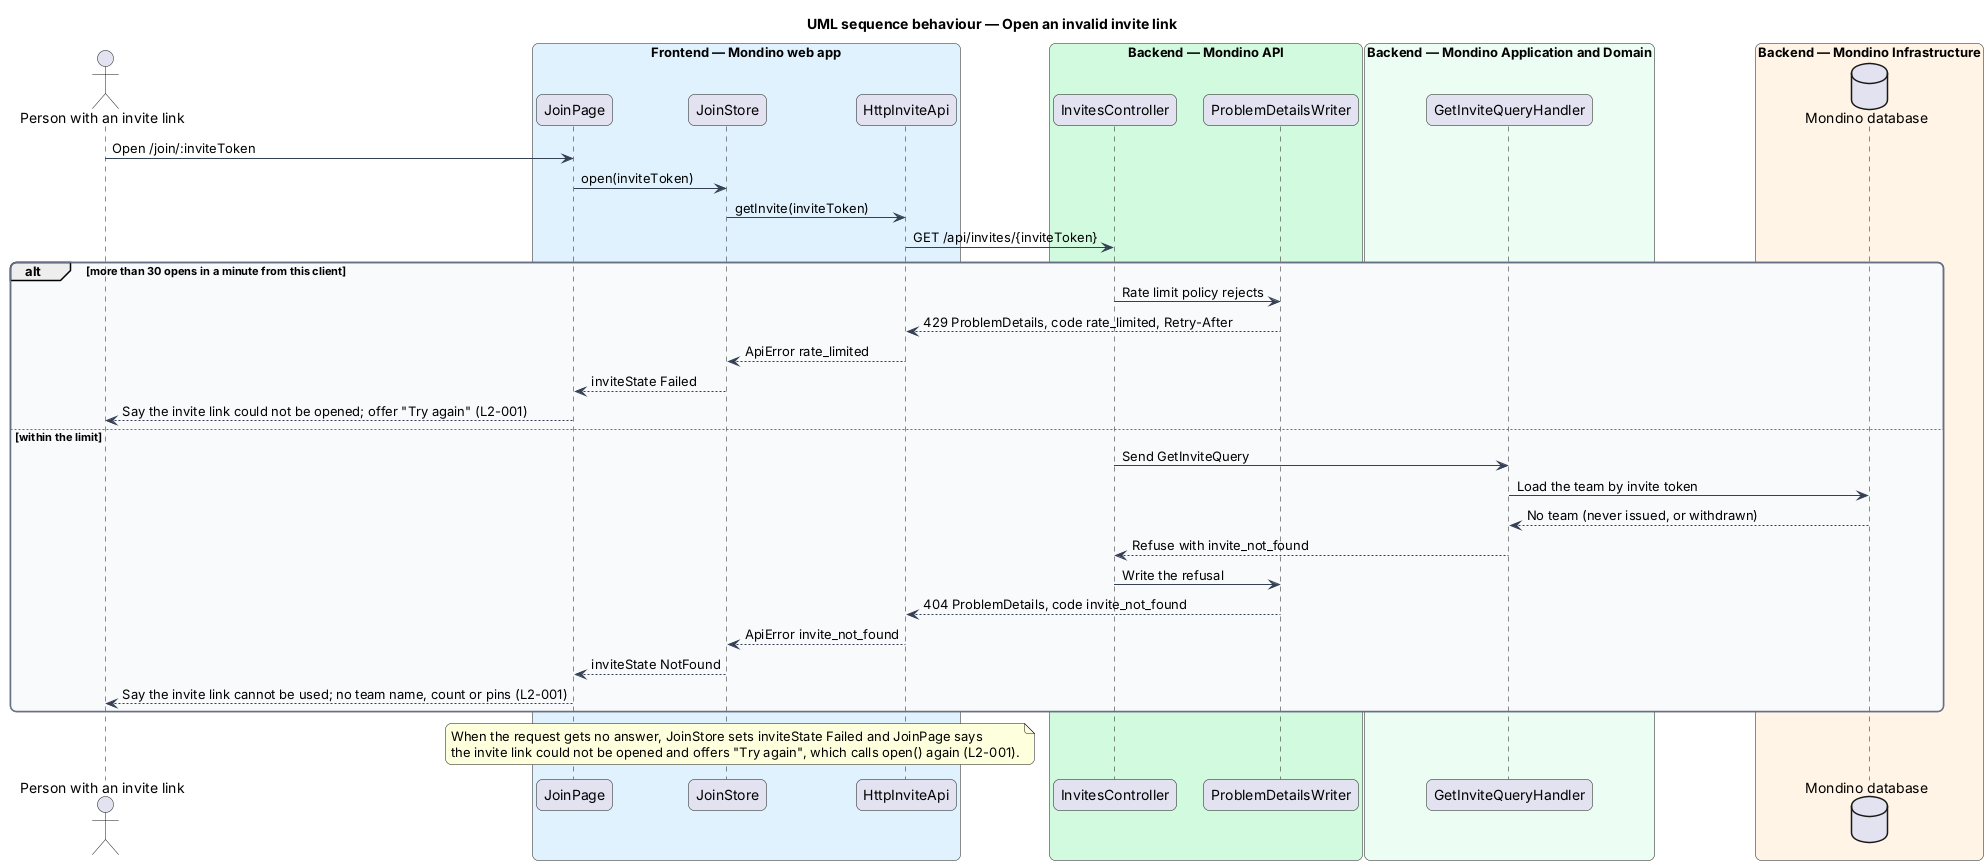 UML sequence behaviour — Open an invalid invite link
Frontend — Mondino web app
Backend — Mondino API
Backend — Mondino Application and Domain
Backend — Mondino Infrastructure
Person with an invite link
JoinPage
JoinStore
HttpInviteApi
InvitesController
ProblemDetailsWriter
GetInviteQueryHandler
Mondino database
Open /join/:inviteToken
open(inviteToken)
getInvite(inviteToken)
GET /api/invites/{inviteToken}
alt
[more than 30 opens in a minute from this client]
Rate limit policy rejects
429 ProblemDetails, code rate_limited, Retry-After
ApiError rate_limited
inviteState Failed
Say the invite link could not be opened; offer "Try again" (L2-001)
[within the limit]
Send GetInviteQuery
Load the team by invite token
No team (never issued, or withdrawn)
Refuse with invite_not_found
Write the refusal
404 ProblemDetails, code invite_not_found
ApiError invite_not_found
inviteState NotFound
Say the invite link cannot be used; no team name, count or pins (L2-001)
When the request gets no answer, JoinStore sets inviteState Failed and JoinPage says
the invite link could not be opened and offers "Try again", which calls open() again (L2-001).
Person with an invite link
JoinPage
JoinStore
HttpInviteApi
InvitesController
ProblemDetailsWriter
GetInviteQueryHandler
Mondino database